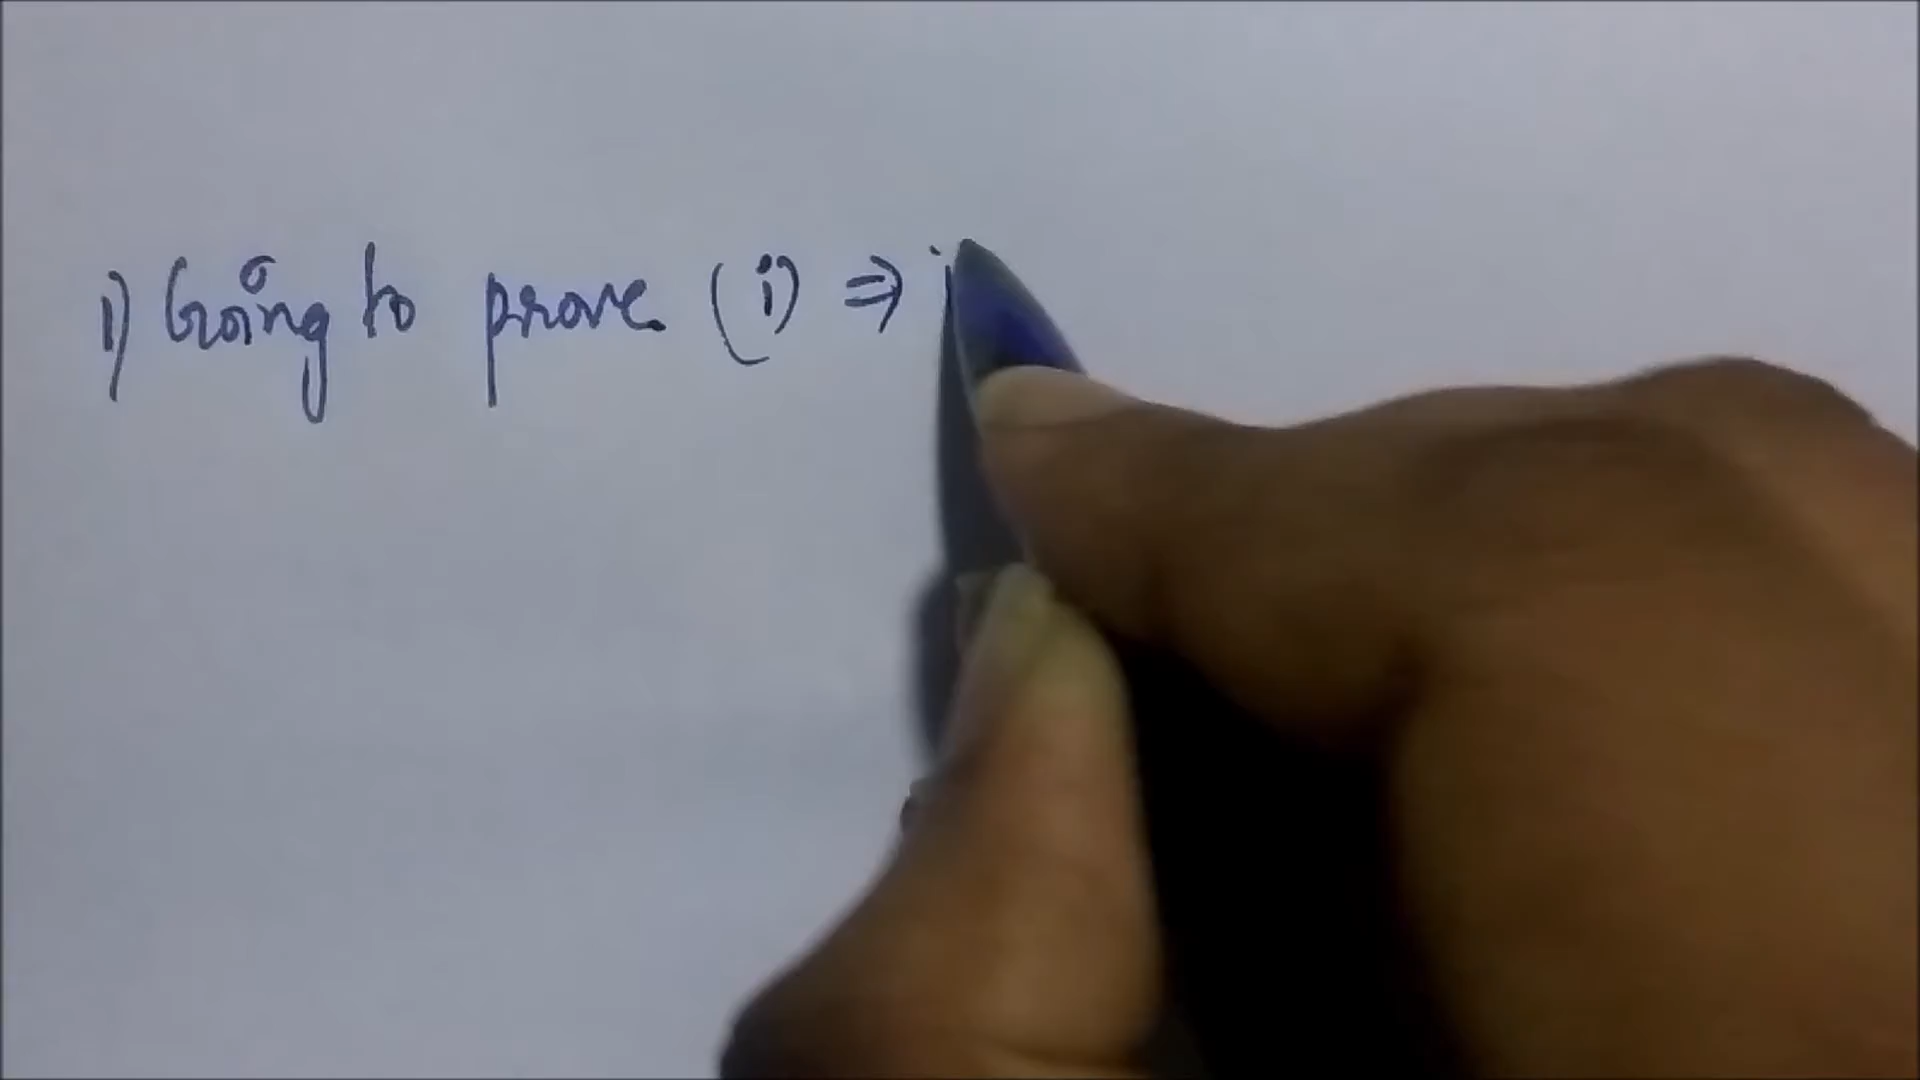 1) Going to prove (i) ⇒ i